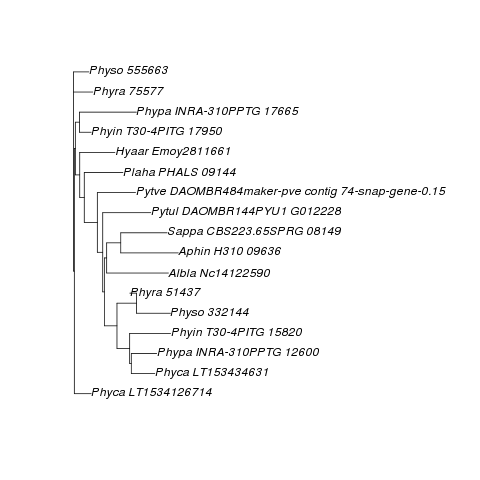 Physo 555663
Phyra 75577
Phypa INRA-310PPTG 17665
Phyin T30-4PITG 17950
Hyaar Emoy2811661
Plaha PHALS 09144
Pytve DAOMBR484maker-pve contig 74-snap-gene-0.15
Pytul DAOMBR144PYU1 G012228
Sappa CBS223.65SPRG 08149
Aphin H310 09636
Albla Nc14122590
Phyra 51437
Physo 332144
Phyin T30-4PITG 15820
Phypa INRA-310PPTG 12600
Phyca LT153434631
Phyca LT1534126714